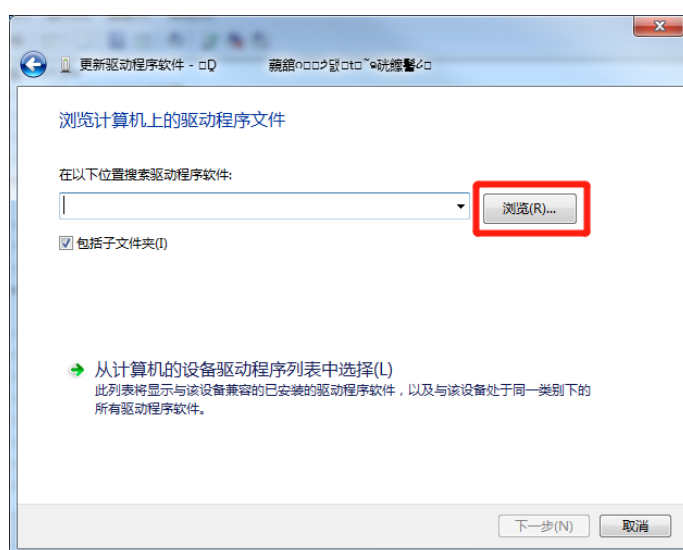 更新驱动程序软件 -
浏览计算机上的驱动程序文件
在以下位置搜索驱动程序软件:
浏览(R)...
包括子文件夹(I)
从计算机的设备驱动程序列表中选择(L)
此列表将显示与该设备兼容的已安装的驱动程序软件，以及与该设备处于同一类别下的
所有驱动程序软件。
下一步(N)
取消